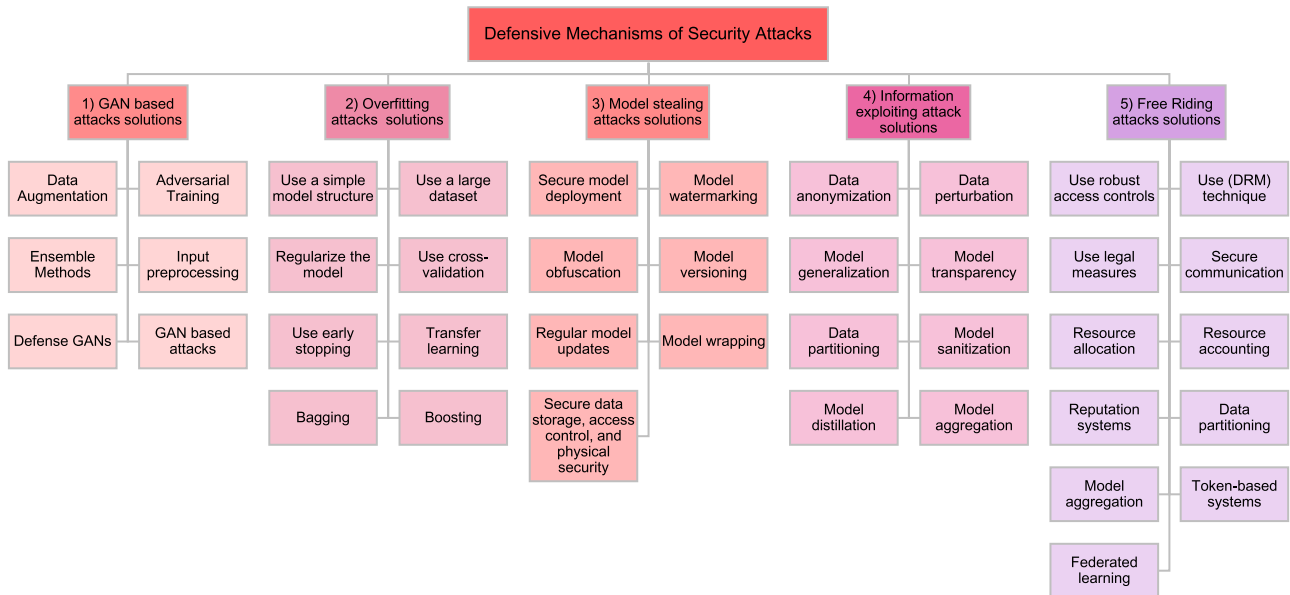 Defensive Mechanisms of Security Attacks
1) GAN based
attacks solutions
2) Overfitting
attacks solutions
3) Model stealing
attacks solutions
4) Information
exploiting attack
solutions
5) Free Riding
attacks solutions
Data
Augmentation
Adversarial
Training
Ensemble
Methods
Input
preprocessing
Defense GANs
GAN based
attacks
Use a simple
model structure
Use a large
dataset
Regularize the
model
Use cross-
validation
Use early
stopping
Transfer
learning
Bagging
Boosting
Secure model
deployment
Model
watermarking
Model
obfuscation
Model
versioning
Regular model
updates
Model wrapping
Secure data
storage, access
control, and
physical
security
Data
anonymization
Data
perturbation
Model
generalization
Model
transparency
Data
partitioning
Model
sanitization
Model
distillation
Model
aggregation
Use robust
access controls
Use (DRM)
technique
Use legal
measures
Secure
communication
Resource
allocation
Resource
accounting
Reputation
systems
Data
partitioning
Model
aggregation
Token-based
systems
Federated
learning